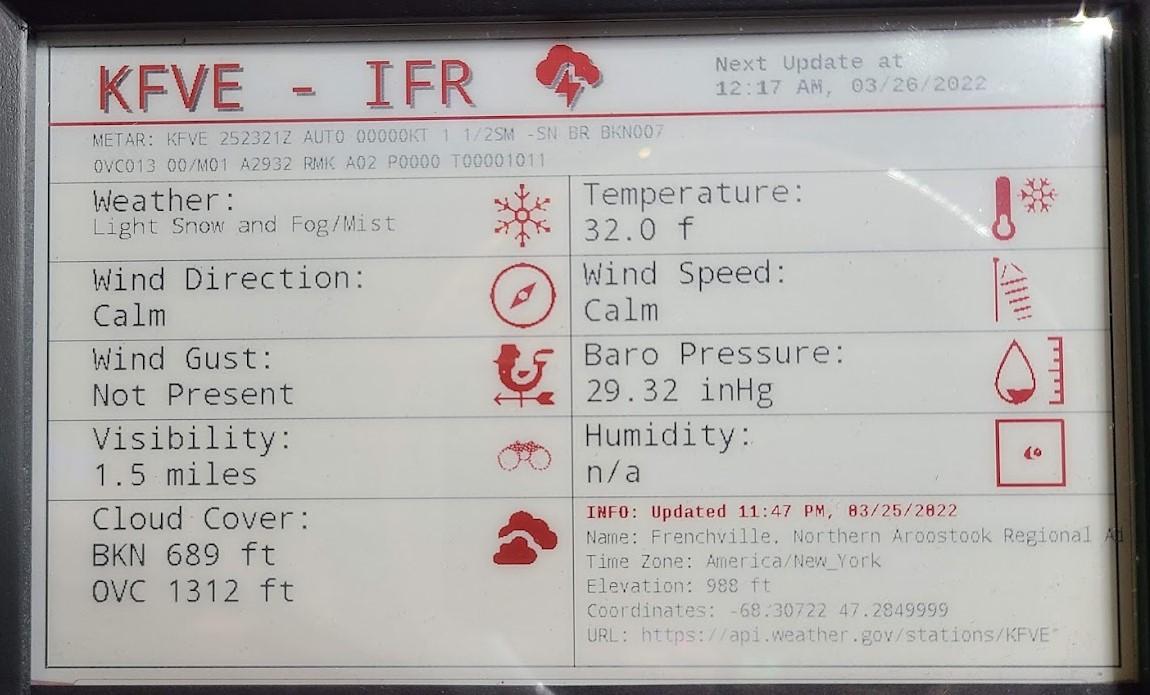 KFVE - IFR
Next Update at
12:17 AM, 03/26/2022
METAR: KFVE 252321Z AUTO 00000KT 1 1/2SM -SN BR BKN007
OVC013 00/M01 A2932 RMK A02 P0000 T00001011
Weather:
Light Snow and Fog/Mist
Temperature:
32.0 f
Wind Direction:
Calm
Wind Speed:
Calm
Wind Gust:
Not Present
Baro Pressure:
29.32 inHg
Visibility:
1.5 miles
Humidity:
n/a
Cloud Cover:
BKN 689 ft
OVC 1312 ft
INFO: Updated 11:47 PM, 03/25/2022
Name: Frenchville, Northern Aroostook Regional Ai
Time Zone: America/New_York
Elevation: 988 ft
Coordinates: -68.30722 47.2849999
URL: https://api.weather.gov/stations/KFVE